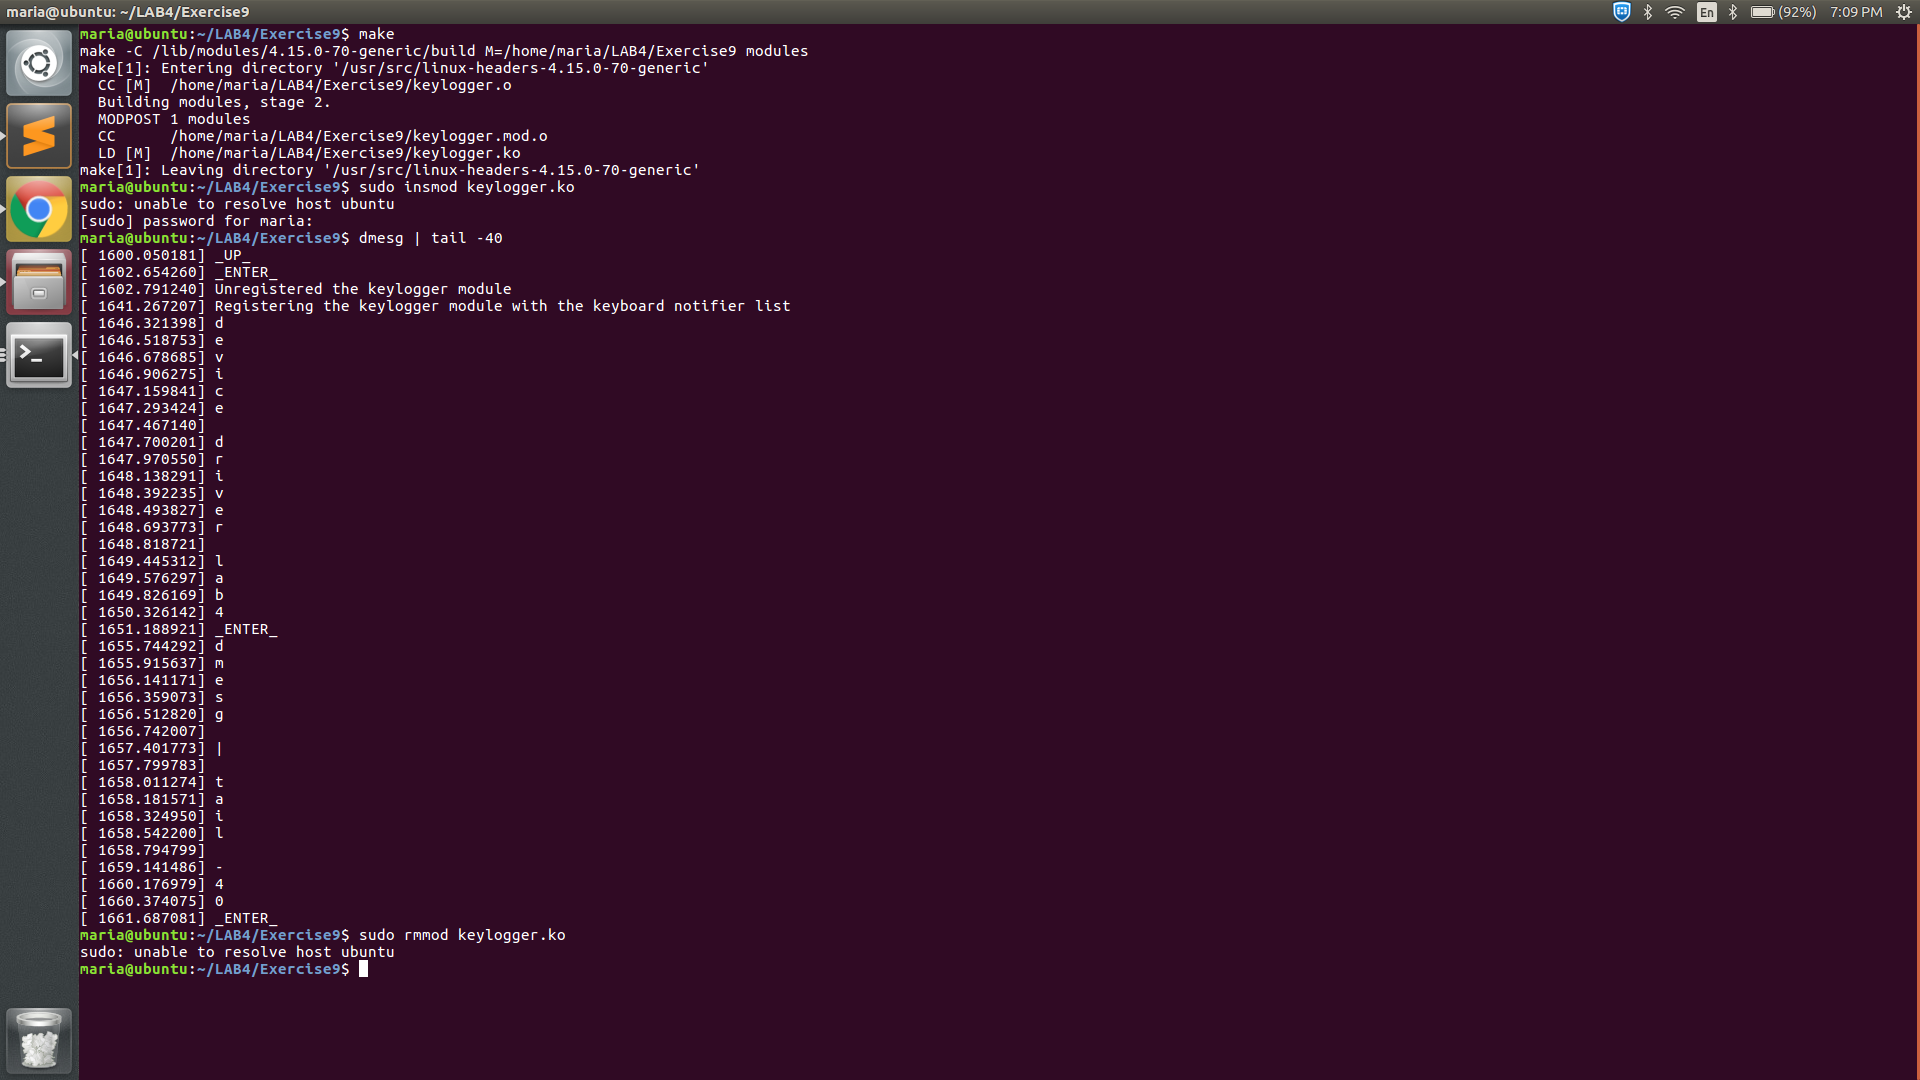 maria@ubuntu: ~/LAB4/Exercise9
En (92%) 7:09 PM
maria@ubuntu:~/LAB4/Exercise9$ make
make -C /lib/modules/4.15.0-70-generic/build M=/home/maria/LAB4/Exercise9 modules
make[1]: Entering directory '/usr/src/linux-headers-4.15.0-70-generic'
  CC [M]  /home/maria/LAB4/Exercise9/keylogger.o
  Building modules, stage 2.
  MODPOST 1 modules
  CC      /home/maria/LAB4/Exercise9/keylogger.mod.o
  LD [M]  /home/maria/LAB4/Exercise9/keylogger.ko
make[1]: Leaving directory '/usr/src/linux-headers-4.15.0-70-generic'
maria@ubuntu:~/LAB4/Exercise9$ sudo insmod keylogger.ko
sudo: unable to resolve host ubuntu
[sudo] password for maria:
maria@ubuntu:~/LAB4/Exercise9$ dmesg | tail -40
[ 1600.050181] _UP_
[ 1602.654260] _ENTER_
[ 1602.791240] Unregistered the keylogger module
[ 1641.267207] Registering the keylogger module with the keyboard notifier list
[ 1646.321398] d
[ 1646.518753] e
[ 1646.678685] v
[ 1646.906275] i
[ 1647.159841] c
[ 1647.293424] e
[ 1647.467140]
[ 1647.700201] d
[ 1647.970550] r
[ 1648.138291] i
[ 1648.392235] v
[ 1648.493827] e
[ 1648.693773] r
[ 1648.818721]
[ 1649.445312] l
[ 1649.576297] a
[ 1649.826169] b
[ 1650.326142] 4
[ 1651.188921] _ENTER_
[ 1655.744292] d
[ 1655.915637] m
[ 1656.141171] e
[ 1656.359073] s
[ 1656.512820] g
[ 1656.742007]
[ 1657.401773] |
[ 1657.799783]
[ 1658.011274] t
[ 1658.181571] a
[ 1658.324950] i
[ 1658.542200] l
[ 1658.794799]
[ 1659.141486] -
[ 1660.176979] 4
[ 1660.374075] 0
[ 1661.687081] _ENTER_
maria@ubuntu:~/LAB4/Exercise9$ sudo rmmod keylogger.ko
sudo: unable to resolve host ubuntu
maria@ubuntu:~/LAB4/Exercise9$